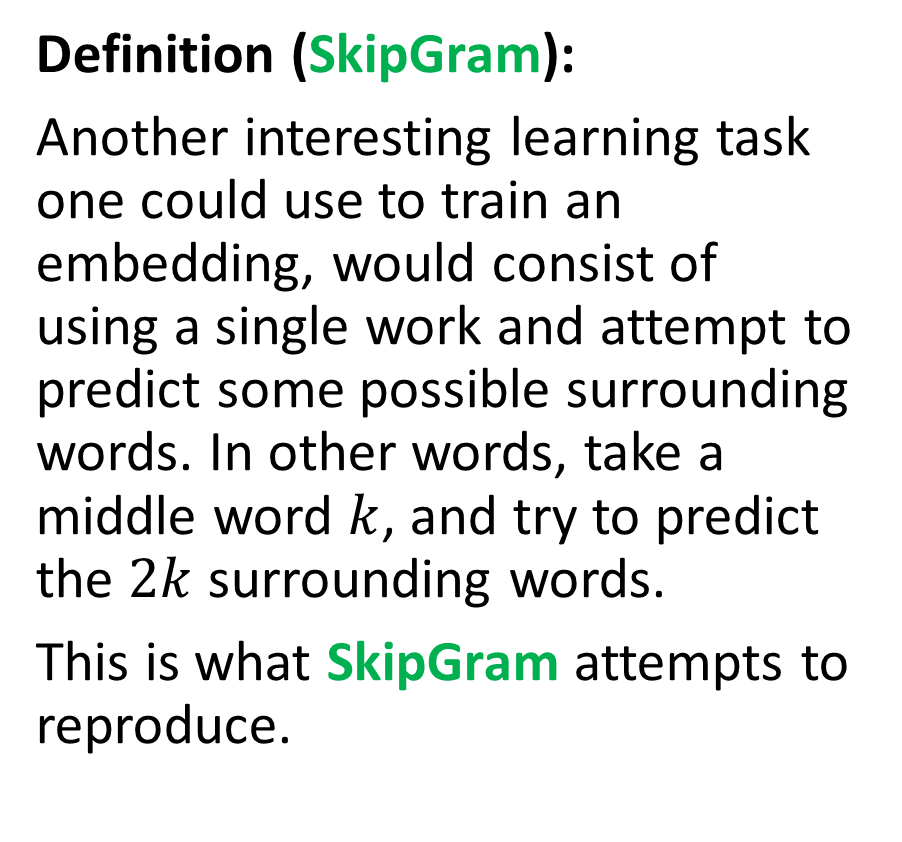 Definition (SkipGram):
Another interesting learning task
one could use to train an
embedding, would consist of
using a single work and attempt to
predict some possible surrounding
words. In other words, take a
middle word k, and try to predict
the 2k surrounding words.
This is what SkipGram attempts to
reproduce.